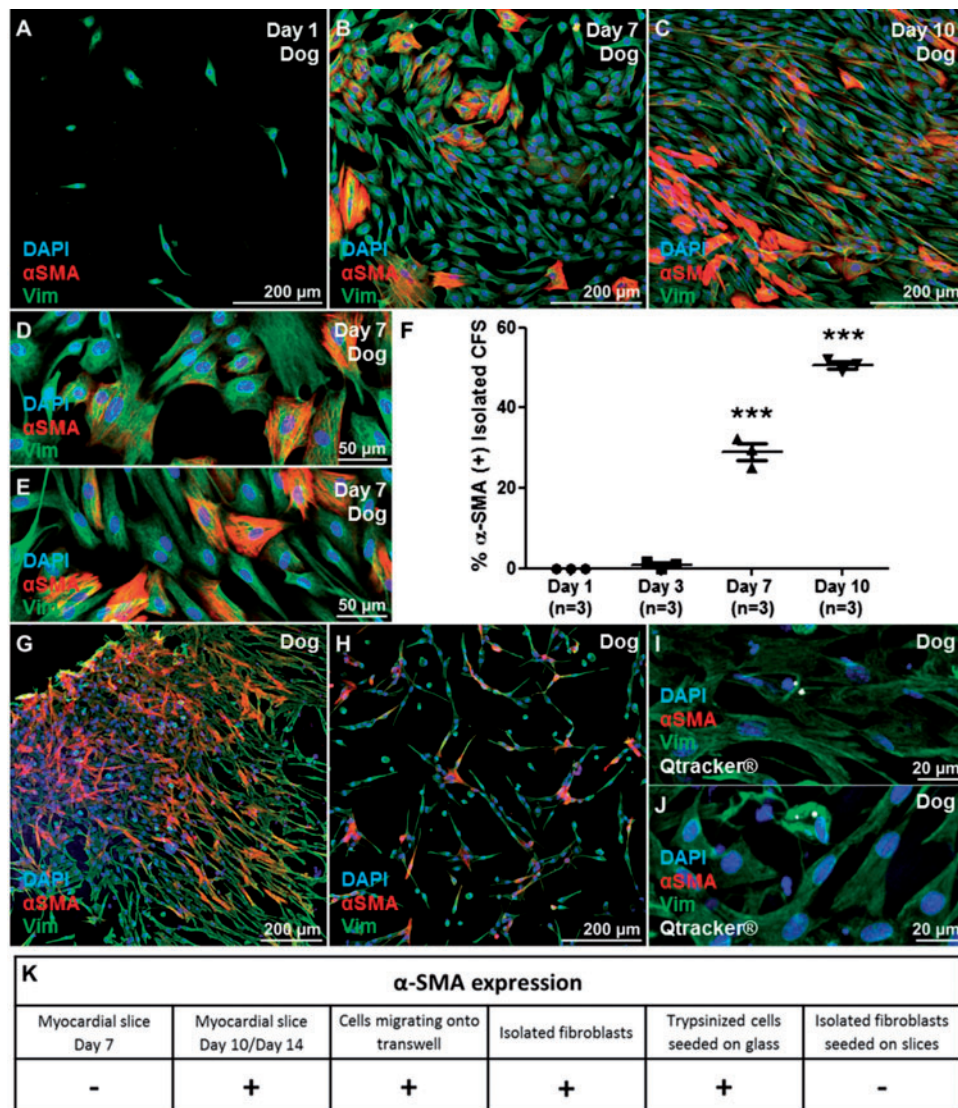 A
Day 1
Dog
DAPI
αSMA
Vim
200 µm
B
Day 7
Dog
DAPI
αSMA
Vim
200 µm
C
Day 10
Dog
DAPI
αSMA
Vim
200 µm
D
Day 7
Dog
DAPI
αSMA
Vim
50 µm
E
Day 7
Dog
DAPI
αSMA
Vim
50 µm
F
% α-SMA (+) Isolated CFS
60
40
20
0
***
***
Day 1
(n=3)
Day 3
(n=3)
Day 7
(n=3)
Day 10
(n=3)
G
Dog
DAPI
αSMA
Vim
200 µm
H
Dog
DAPI
αSMA
Vim
200 µm
I
Dog
DAPI
αSMA
Vim
Qtracker®
20 µm
J
Dog
DAPI
αSMA
Vim
Qtracker®
20 µm
K
α-SMA expression
Myocardial slice
Day 7
Myocardial slice
Day 10/Day 14
Cells migrating onto
transwell
Isolated fibroblasts
Trypsinized cells
seeded on glass
Isolated fibroblasts
seeded on slices
- + + + + -